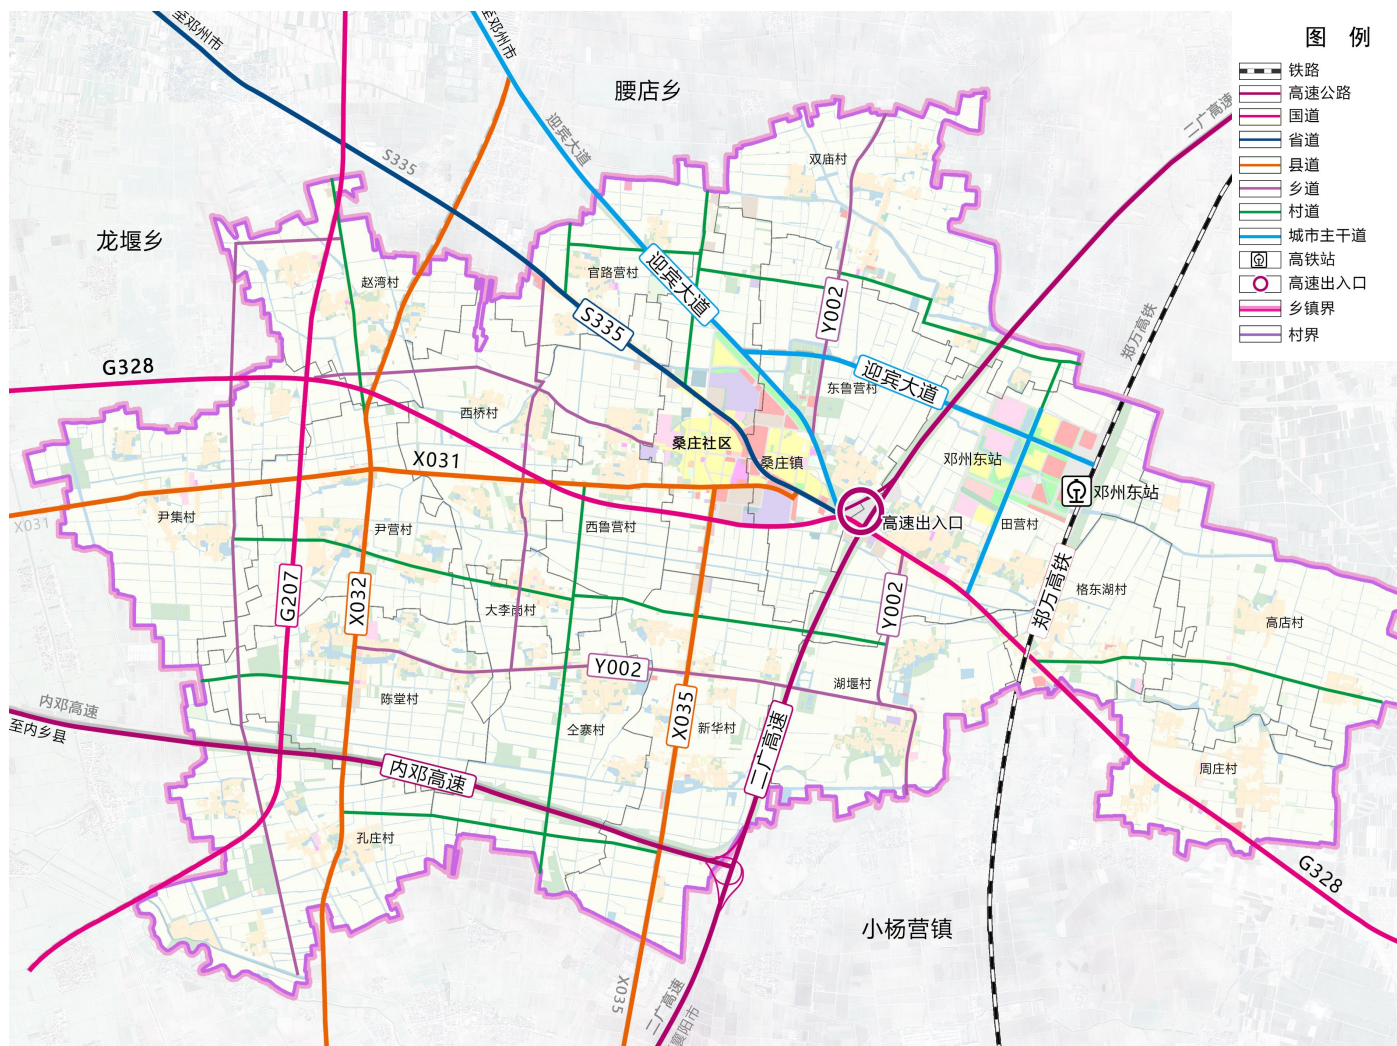 图 例
铁路
高速公路
国道
省道
县道
乡道
村道
城市主干道
高铁站
高速出入口
乡镇界
村界
至邓州市
至邓州市
腰店乡
迎宾大道
S335
二广高速
双庙村
龙堰乡
赵湾村
官路营村
迎宾大道
S335
Y002
郑万高铁
G328
迎宾大道
东鲁营村
西桥村
桑庄社区
桑庄镇
X031
邓州东站
邓州东站
X031
尹集村
尹营村
西鲁营村
高速出入口
田营村
G207
X032
大李岗村
Y002
郑万高铁
格东湖村
高店村
Y002
陈堂村
湖堰村
X035
新华村
仝寨村
二广高速
内邓高速
至内乡县
内邓高速
周庄村
孔庄村
G328
小杨营镇
X035
二广高速
襄阳市